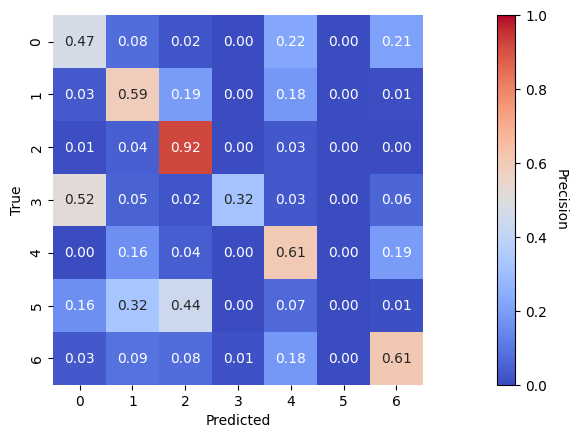 0 0.47 0.08 0.02 0.00 0.22 0.00 0.21
1 0.03 0.59 0.19 0.00 0.18 0.00 0.01
2 0.01 0.04 0.92 0.00 0.03 0.00 0.00
3 0.52 0.05 0.02 0.32 0.03 0.00 0.06
4 0.00 0.16 0.04 0.00 0.61 0.00 0.19
5 0.16 0.32 0.44 0.00 0.07 0.00 0.01
6 0.03 0.09 0.08 0.01 0.18 0.00 0.61
0 1 2 3 4 5 6
Predicted
True
1.0
0.8
0.6
0.4
0.2
0.0
Precision